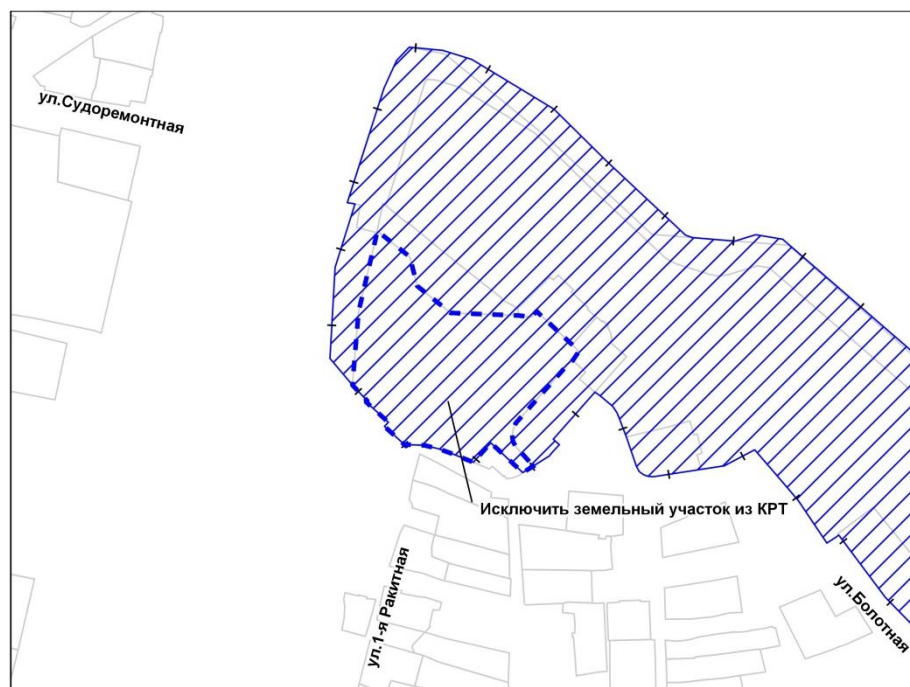 ул.Судоремонтная
Исключить земельный участок из КРТ
ул.1-я Ракитная
ул.Болотная